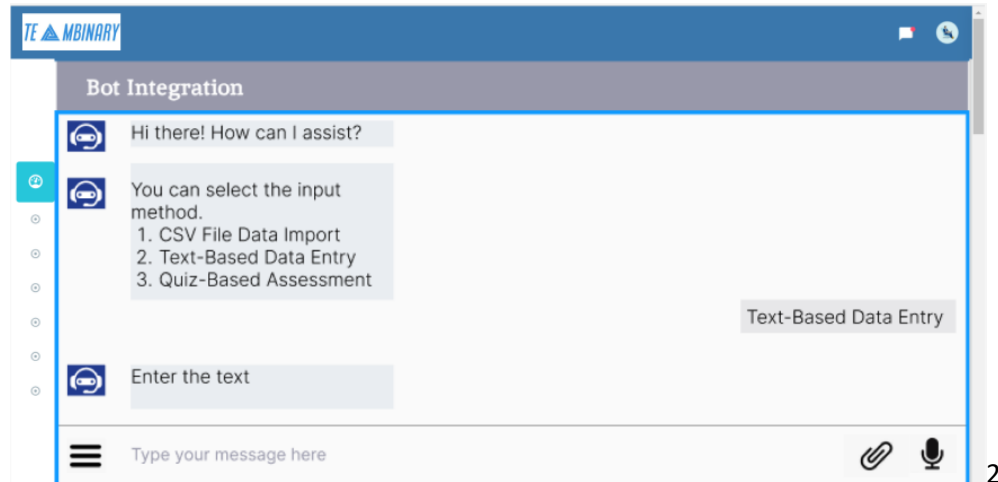 TE MBINARY
Bot Integration
Hi there! How can I assist?
You can select the input
method.
1. CSV File Data Import
2. Text-Based Data Entry
3. Quiz-Based Assessment
Text-Based Data Entry
Enter the text
Type your message here
2